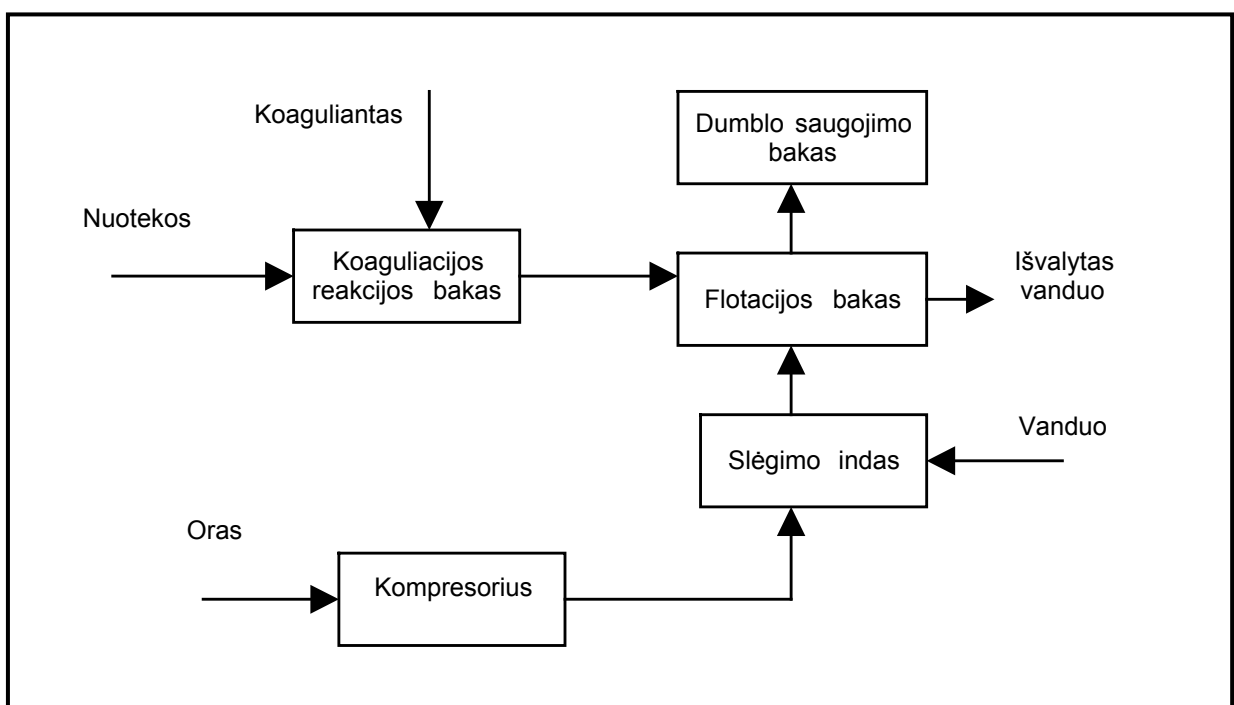 Koaguliantas
Dumblo saugojimo
bakas
Nuotekos
Koaguliacijos
reakcijos bakas
Flotacijos bakas
Išvalytas
vanduo
Slėgimo indas
Vanduo
Oras
Kompresorius